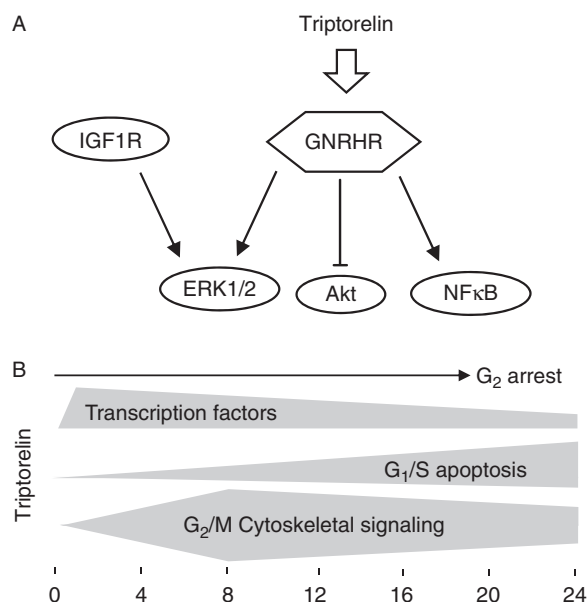 A
Triptorelin
IGF1R
GNRHR
ERK1/2
Akt
NFκB
B
G₂ arrest
Transcription factors
G₁/S apoptosis
G₂/M Cytoskeletal signaling
Triptorelin
0 4 8 12 16 20 24